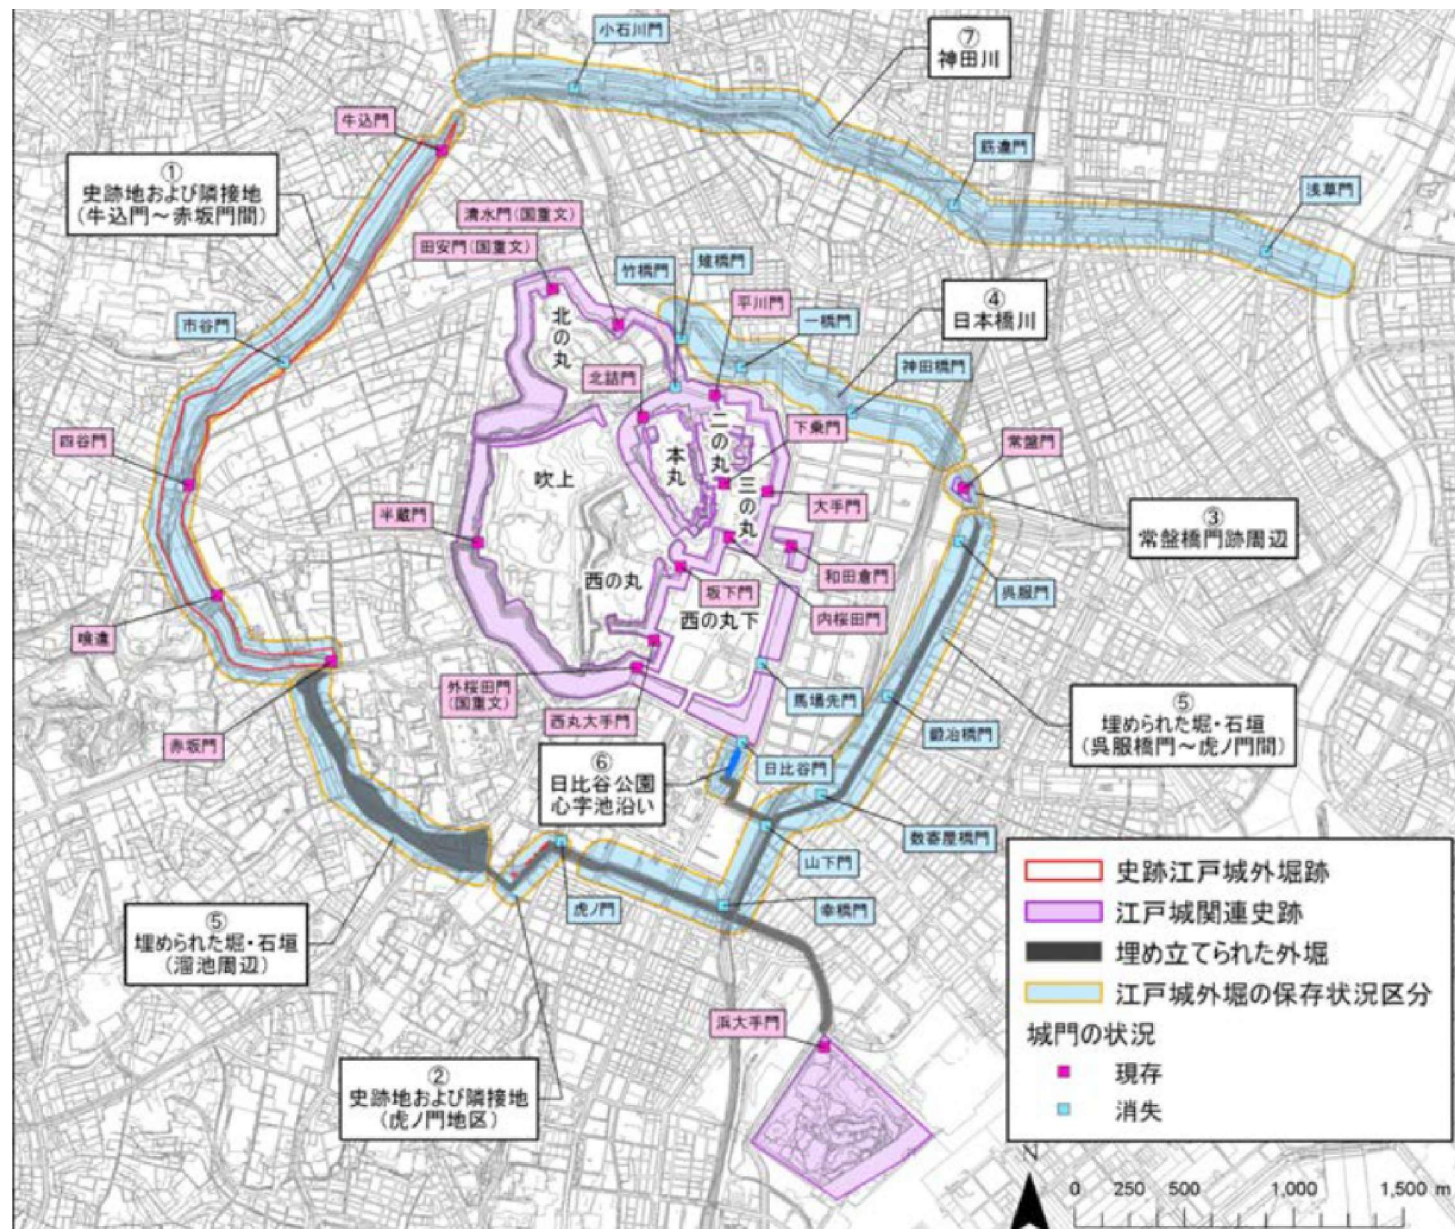 小石川門
⑦
神田川
牛込門
筋違門
浅草門
①
史跡地および隣接地
(牛込門～赤坂門間)
清水門(国重文)
田安門(国重文)
竹橋門
雉橋門
平川門
一橋門
④
日本橋川
神田橋門
市谷門
北の丸
北詰門
二の丸
下乗門
常盤門
四谷門
本丸
三の丸
吹上
大手門
半蔵門
③
常盤橋門跡周辺
西の丸
坂下門
和田倉門
呉服門
西の丸下
内桜田門
喰違
外桜田門
(国重文)
西丸大手門
馬場先門
鍛冶橋門
⑤
埋められた堀・石垣
(呉服橋門～虎ノ門間)
赤坂門
⑥
日比谷公園
心字池沿い
日比谷門
数寄屋橋門
山下門
虎ノ門
幸橋門
⑤
埋められた堀・石垣
(溜池周辺)
浜大手門
②
史跡地および隣接地
(虎ノ門地区)
史跡江戸城外堀跡
江戸城関連史跡
埋め立てられた外堀
江戸城外堀の保存状況区分
城門の状況
現存
消失
N
0 250 500 1,000 1,500 m